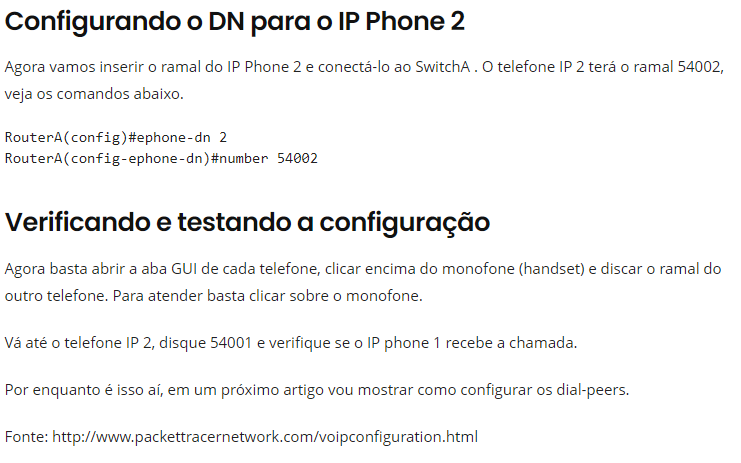 Configurando o DN para o IP Phone 2
Agora vamos inserir o ramal do IP Phone 2 e conectá-lo ao SwitchA . O telefone IP 2 terá o ramal 54002,
veja os comandos abaixo.
RouterA(config)#ephone-dn 2
RouterA(config-ephone-dn)#number 54002
Verificando e testando a configuração
Agora basta abrir a aba GUI de cada telefone, clicar encima do monofone (handset) e discar o ramal do
outro telefone. Para atender basta clicar sobre o monofone.
Vá até o telefone IP 2, disque 54001 e verifique se o IP phone 1 recebe a chamada.
Por enquanto é isso aí, em um próximo artigo vou mostrar como configurar os dial-peers.
Fonte: http://www.packettracernetwork.com/voipconfiguration.html